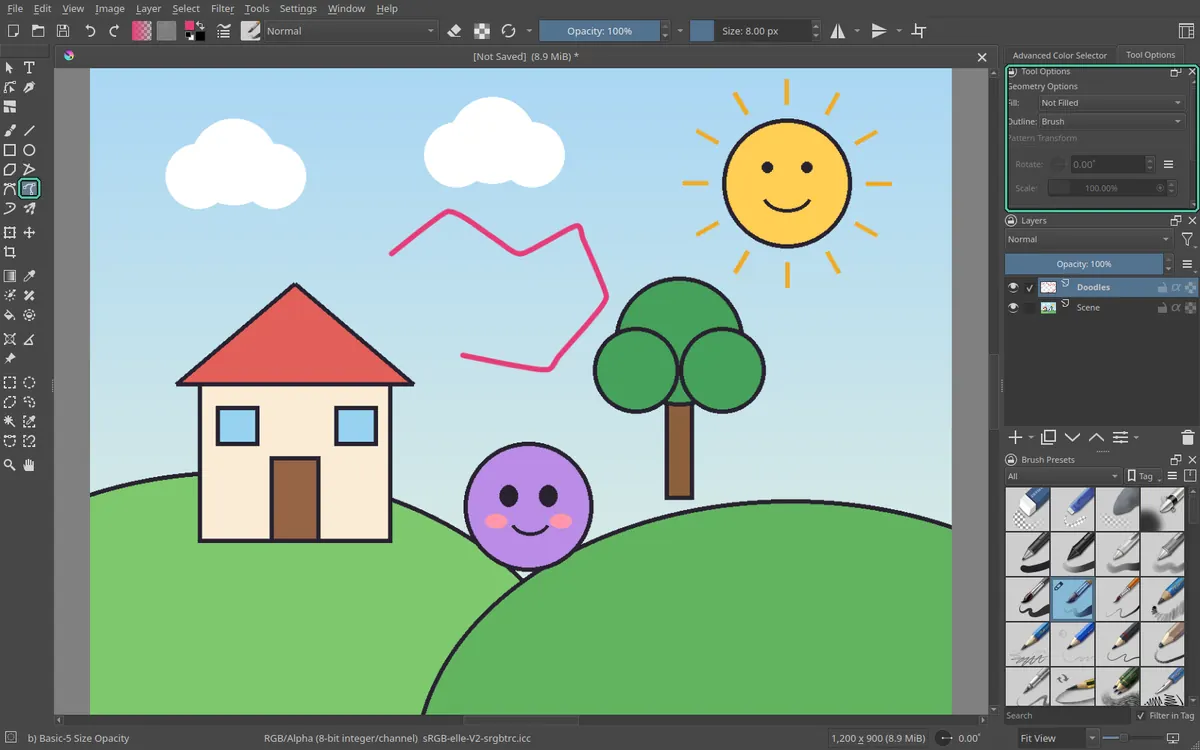 File Edit View Image Layer Select Filter Tools Settings Window Help
Normal Opacity: 100% Size: 8.00 px
[Not Saved] (8.9 MiB) *
Advanced Color Selector Tool Options
Tool Options
Geometry Options
Fill: Not Filled
Outline: Brush
Pattern Transform
Rotate: 0.00°
Scale: 100.00%
Layers
Normal
Opacity: 100%
Doodles
Scene
Brush Presets
All Tag
Search Filter in Tag
b) Basic-5 Size Opacity RGB/Alpha (8-bit integer/channel) sRGB-elle-V2-srgbtrc.icc 1,200 x 900 (8.9 MiB) 0.00° Fit View